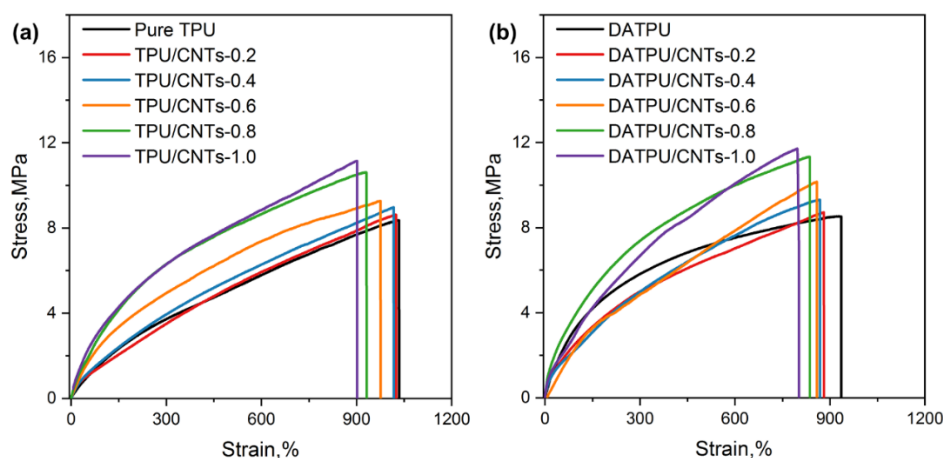 (a)
Pure TPU
TPU/CNTs-0.2
TPU/CNTs-0.4
TPU/CNTs-0.6
TPU/CNTs-0.8
TPU/CNTs-1.0
16
12
8
4
0
Stress,MPa
0 300 600 900 1200
Strain,%
(b)
DATPU
DATPU/CNTs-0.2
DATPU/CNTs-0.4
DATPU/CNTs-0.6
DATPU/CNTs-0.8
DATPU/CNTs-1.0
16
12
8
4
0
Stress,MPa
0 300 600 900 1200
Strain,%